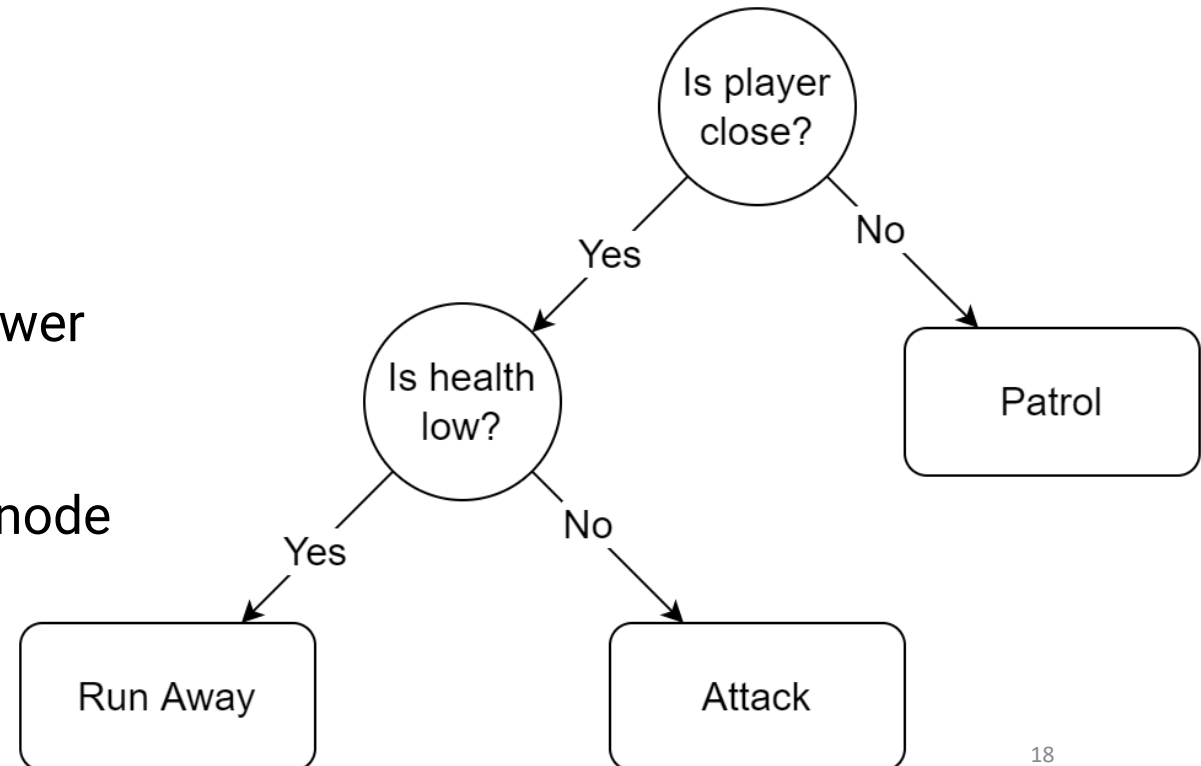 Is player
close?
No
Yes
wer
Is health
low?
Patrol
node
No
Yes
Run Away
Attack
18